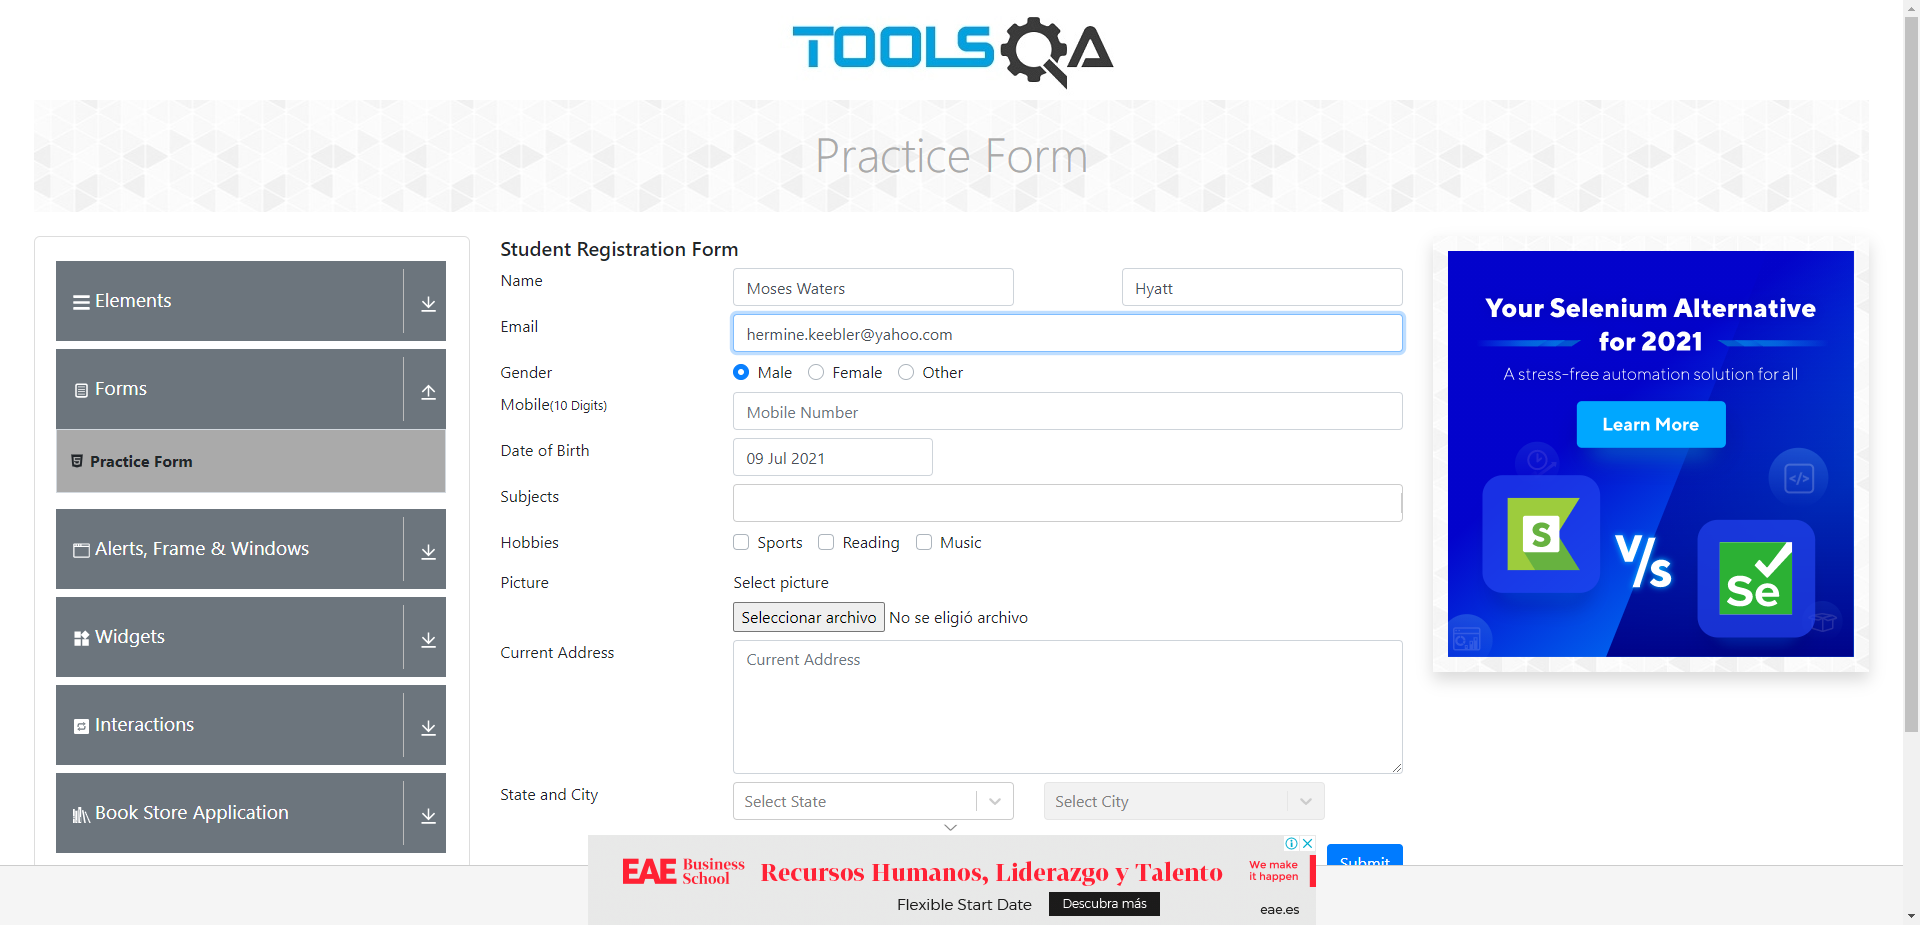 TOOLSQA
Practice Form
Elements
Forms
Practice Form
Alerts, Frame & Windows
Widgets
Interactions
Book Store Application
Student Registration Form
Name Moses Waters Hyatt
Email hermine.keebler@yahoo.com
Gender Male Female Other
Mobile(10 Digits) Mobile Number
Date of Birth 09 Jul 2021
Subjects
Hobbies Sports Reading Music
Picture Select picture
Seleccionar archivo No se eligió archivo
Current Address Current Address
State and City Select State Select City
Submit
Your Selenium Alternative
for 2021
A stress-free automation solution for all
Learn More
S
V/s
Se
EAE Business School
Recursos Humanos, Liderazgo y Talento
Flexible Start Date Descubra más
We make
it happen
eae.es